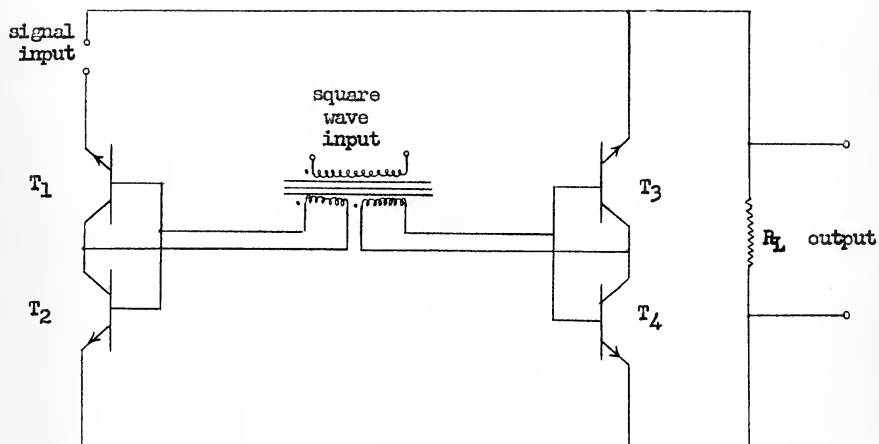 signal
input
square
wave
input
T1
T3
RL output
T2
T4